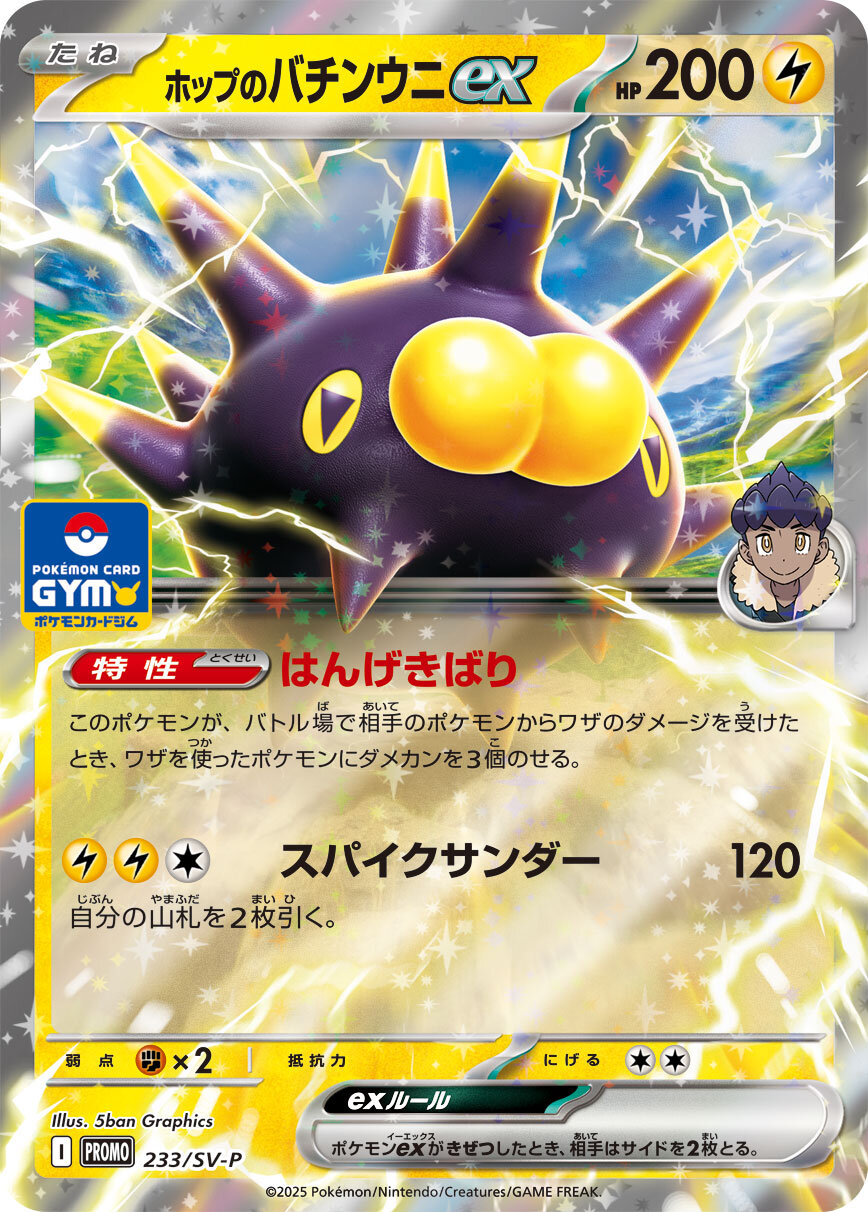 たね
ホップのバチンウニex
HP 200
POKÉMON CARD
GYM
ポケモンカードジム
特性
とくせい
はんげきばり
このポケモンが、バトル場で相手のポケモンからワザのダメージを受けた
とき、ワザを使ったポケモンにダメカンを3個のせる。
スパイクサンダー 120
自分の山札を2枚引く。
弱点 ×2 抵抗力 にげる
exルール
ポケモンexがきぜつしたとき、相手はサイドを2枚とる。
Illus. 5ban Graphics
I PROMO 233/SV-P
©2025 Pokémon/Nintendo/Creatures/GAME FREAK.